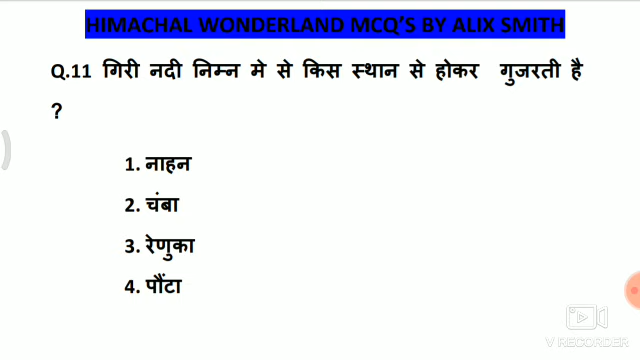 HIMACHAL WONDERLAND MCQ'S BY ALIX SMITH
Q.11 गिरी नदी निम्न मे से किस स्थान से होकर गुजरती है
?
1. नाहन
2. चंबा
3. रेणुका
4. पौंटा
V RECORDER